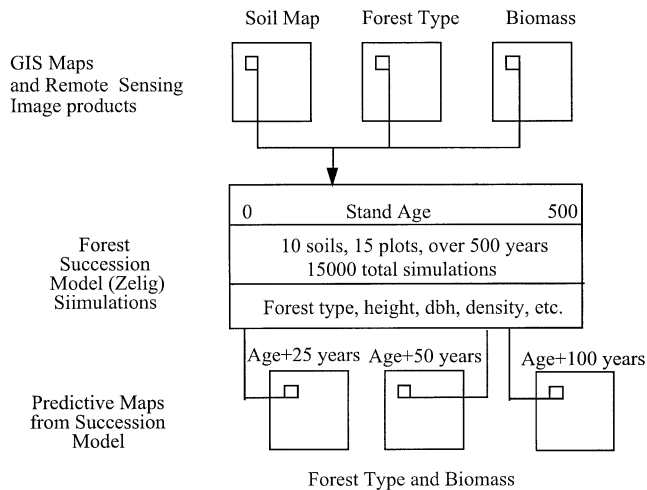 Soil Map Forest Type Biomass
GIS Maps
and Remote Sensing
Image products
0 Stand Age 500
10 soils, 15 plots, over 500 years
15000 total simulations
Forest type, height, dbh, density, etc.
Forest
Succession
Model (Zelig)
Siimulations
Age+25 years Age+50 years Age+100 years
Predictive Maps
from Succession
Model
Forest Type and Biomass